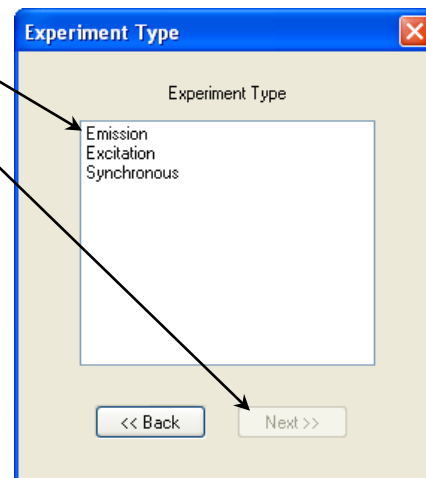 Experiment Type
Experiment Type
Emission
Excitation
Synchronous
<< Back
Next >>